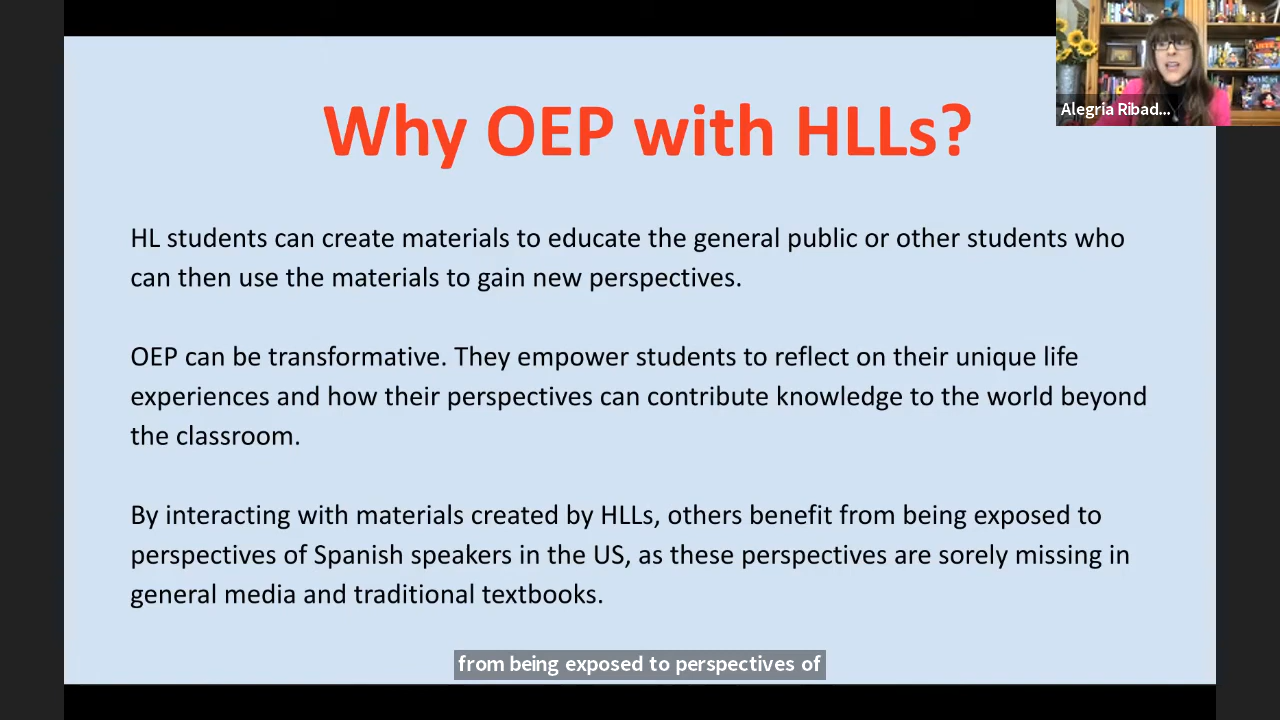 Why OEP with HLLs?
Alegria Ribad...
HL students can create materials to educate the general public or other students who
can then use the materials to gain new perspectives.
OEP can be transformative. They empower students to reflect on their unique life
experiences and how their perspectives can contribute knowledge to the world beyond
the classroom.
By interacting with materials created by HLLs, others benefit from being exposed to
perspectives of Spanish speakers in the US, as these perspectives are sorely missing in
general media and traditional textbooks.
from being exposed to perspectives of